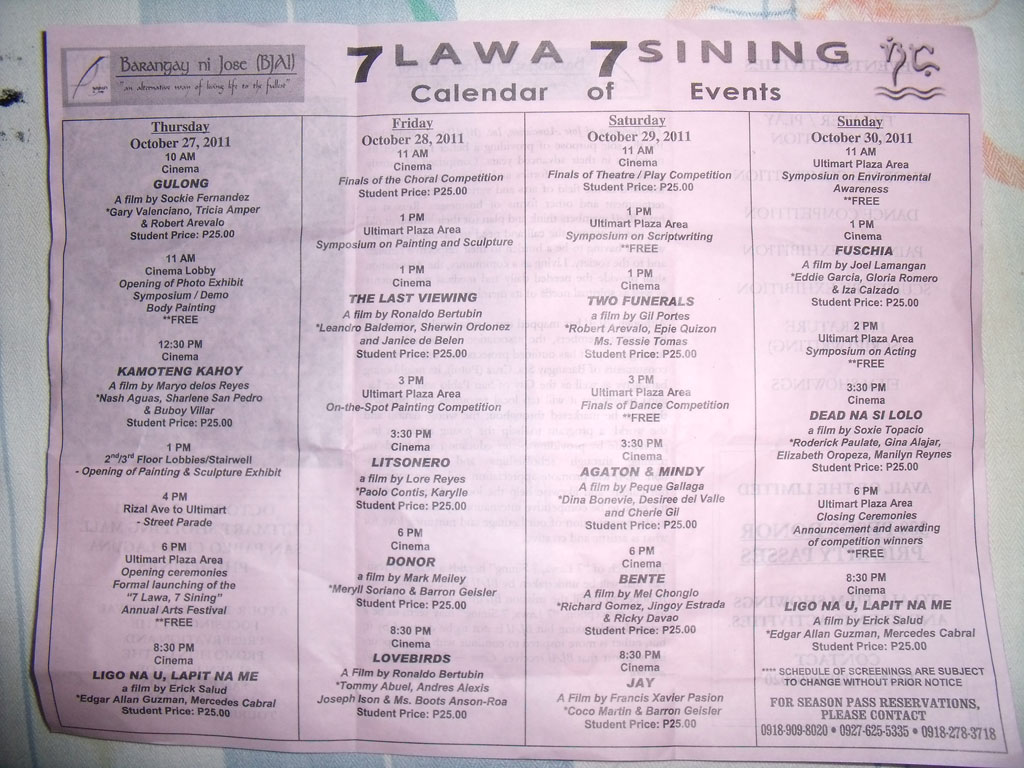 Barangay ni Jose (BJAI)
"an alternative way of living life to the fullest"
7 LAWA 7 SINING
Calendar of Events
Thursday
October 27, 2011
10 AM
Cinema
GULONG
A film by Sockie Fernandez
*Gary Valenciano, Tricia Amper
& Robert Arevalo
Student Price: P25.00
11 AM
Cinema Lobby
Opening of Photo Exhibit
Symposium / Demo
Body Painting
**FREE
12:30 PM
Cinema
KAMOTENG KAHOY
A film by Maryo delos Reyes
*Nash Aguas, Sharlene San Pedro
& Buboy Villar
Student Price: P25.00
1 PM
2nd/3rd Floor Lobbies/Stairwell
- Opening of Painting & Sculpture Exhibit
4 PM
Rizal Ave to Ultimart
- Street Parade
6 PM
Ultimart Plaza Area
Opening ceremonies
Formal launching of the
"7 Lawa, 7 Sining"
Annual Arts Festival
**FREE
8:30 PM
Cinema
LIGO NA U, LAPIT NA ME
a film by Erick Salud
*Edgar Allan Guzman, Mercedes Cabral
Student Price: P25.00
Friday
October 28, 2011
11 AM
Cinema
Finals of the Choral Competition
Student Price: P25.00
1 PM
Ultimart Plaza Area
Symposium on Painting and Sculpture
1 PM
Cinema
THE LAST VIEWING
A film by Ronaldo Bertubin
*Leandro Baldemor, Sherwin Ordonez
and Janice de Belen
Student Price: P25.00
3 PM
Ultimart Plaza Area
On-the-Spot Painting Competition
3:30 PM
Cinema
LITSONERO
a film by Lore Reyes
*Paolo Contis, Karylle
Student Price: P25.00
6 PM
Cinema
DONOR
a film by Mark Meiley
*Meryll Soriano & Barron Geisler
Student Price: P25.00
8:30 PM
Cinema
LOVEBIRDS
A Film by Ronaldo Bertubin
*Tommy Abuel, Andres Alexis
Joseph Ison & Ms. Boots Anson-Roa
Student Price: P25.00
Saturday
October 29, 2011
11 AM
Cinema
Finals of Theatre / Play Competition
Student Price: P25.00
1 PM
Ultimart Plaza Area
Symposium on Scriptwriting
**FREE
1 PM
Cinema
TWO FUNERALS
a film by Gil Portes
*Robert Arevalo, Epie Quizon
Ms. Tessie Tomas
Student Price: P25.00
3 PM
Ultimart Plaza Area
Finals of Dance Competition
**FREE
3:30 PM
Cinema
AGATON & MINDY
A film by Peque Gallaga
*Dina Bonevie, Desiree del Valle
and Cherie Gil
Student Price: P25.00
6 PM
Cinema
BENTE
A film by Mel Chonglo
*Richard Gomez, Jingoy Estrada
& Ricky Davao
Student Price: P25.00
8:30 PM
Cinema
JAY
A Film by Francis Xavier Pasion
*Coco Martin & Barron Geisler
Student Price: P25.00
Sunday
October 30, 2011
11 AM
Ultimart Plaza Area
Symposiun on Environmental
Awareness
**FREE
1 PM
Cinema
FUSCHIA
A film by Joel Lamangan
*Eddie Garcia, Gloria Romero
& Iza Calzado
Student Price: P25.00
2 PM
Ultimart Plaza Area
Symposium on Acting
**FREE
3:30 PM
Cinema
DEAD NA SI LOLO
a film by Soxie Topacio
*Roderick Paulate, Gina Alajar,
Elizabeth Oropeza, Manilyn Reynes
Student Price: P25.00
6 PM
Ultimart Plaza Area
Closing Ceremonies
Announcement and awarding
of competition winners
**FREE
8:30 PM
Cinema
LIGO NA U, LAPIT NA ME
A film by Erick Salud
*Edgar Allan Guzman, Mercedes Cabral
Student Price: P25.00
**** SCHEDULE OF SCREENINGS ARE SUBJECT
TO CHANGE WITHOUT PRIOR NOTICE
FOR SEASON PASS RESERVATIONS,
PLEASE CONTACT
0918-909-8020 • 0927-625-5335 • 0918-278-3718